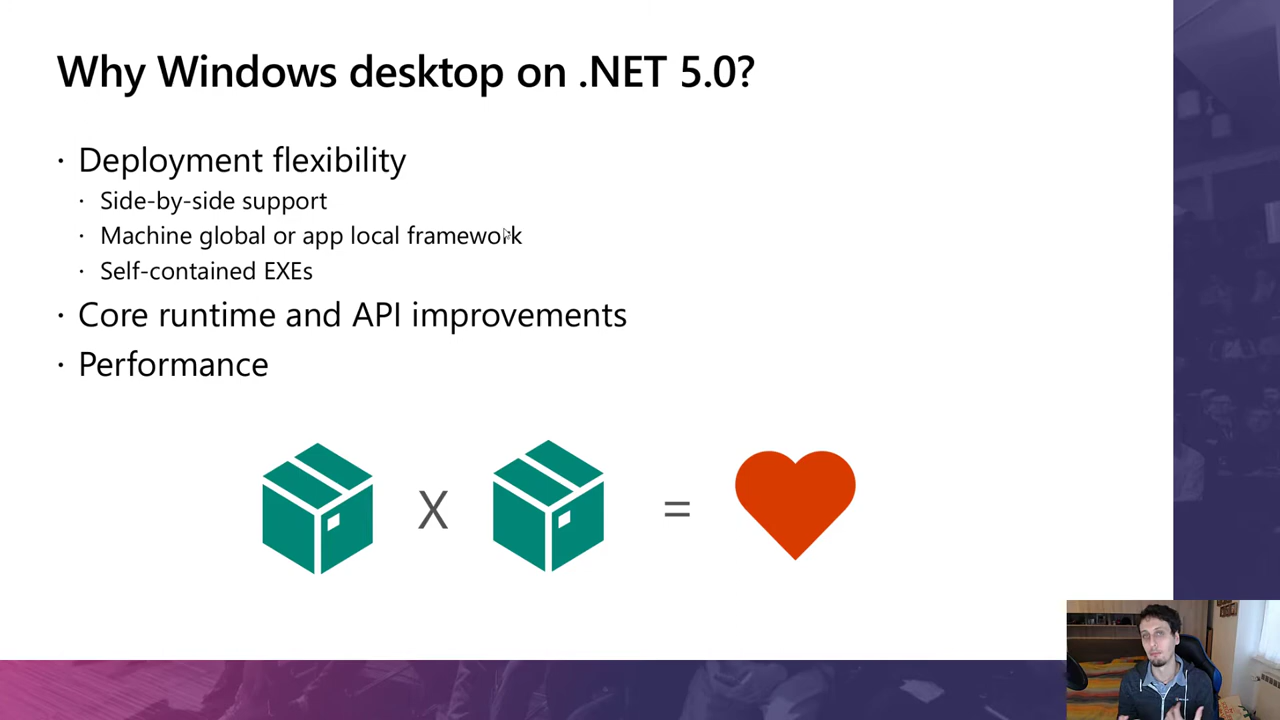 Why Windows desktop on .NET 5.0?
· Deployment flexibility
· Side-by-side support
· Machine global or app local framework
· Self-contained EXEs
· Core runtime and API improvements
· Performance
X =